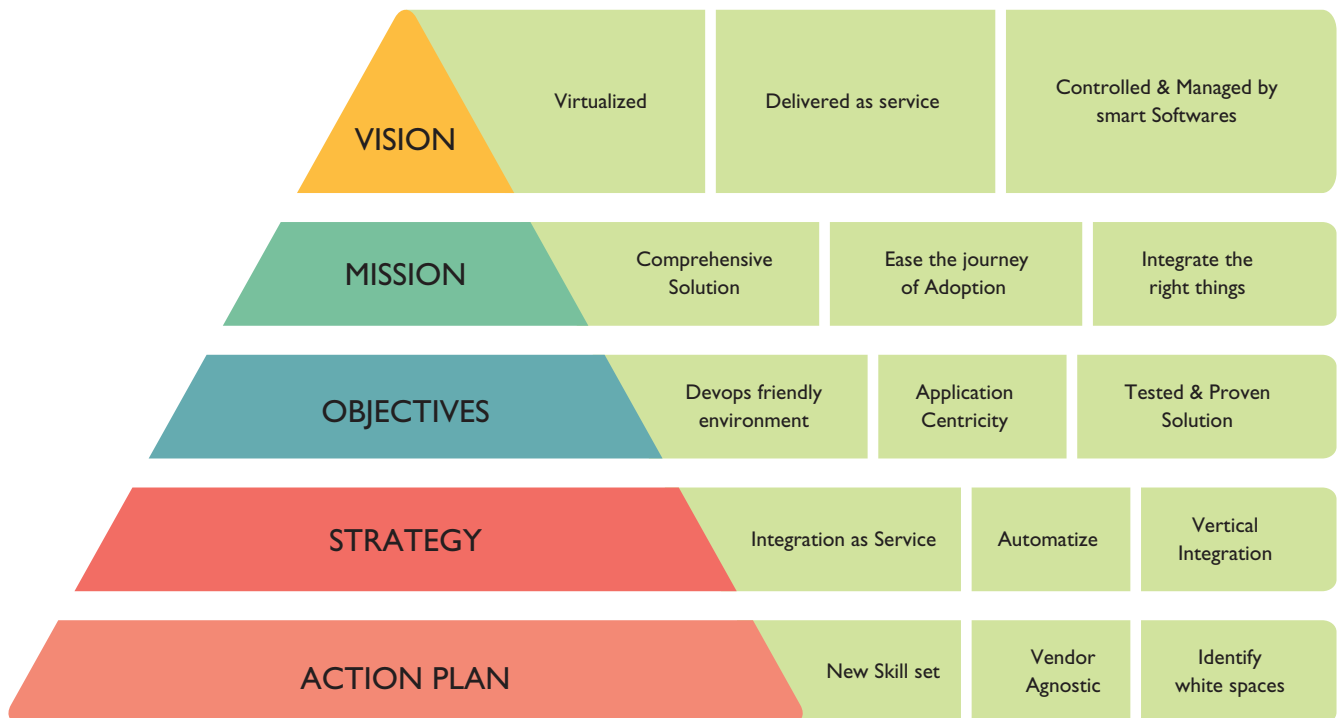 VISION
Virtualized
Delivered as service
Controlled & Managed by
smart Softwares
MISSION
Comprehensive
Solution
Ease the journey
of Adoption
Integrate the
right things
OBJECTIVES
Devops friendly
environment
Application
Centricity
Tested & Proven
Solution
STRATEGY
Integration as Service
Automatize
Vertical
Integration
ACTION PLAN
New Skill set
Vendor
Agnostic
Identify
white spaces